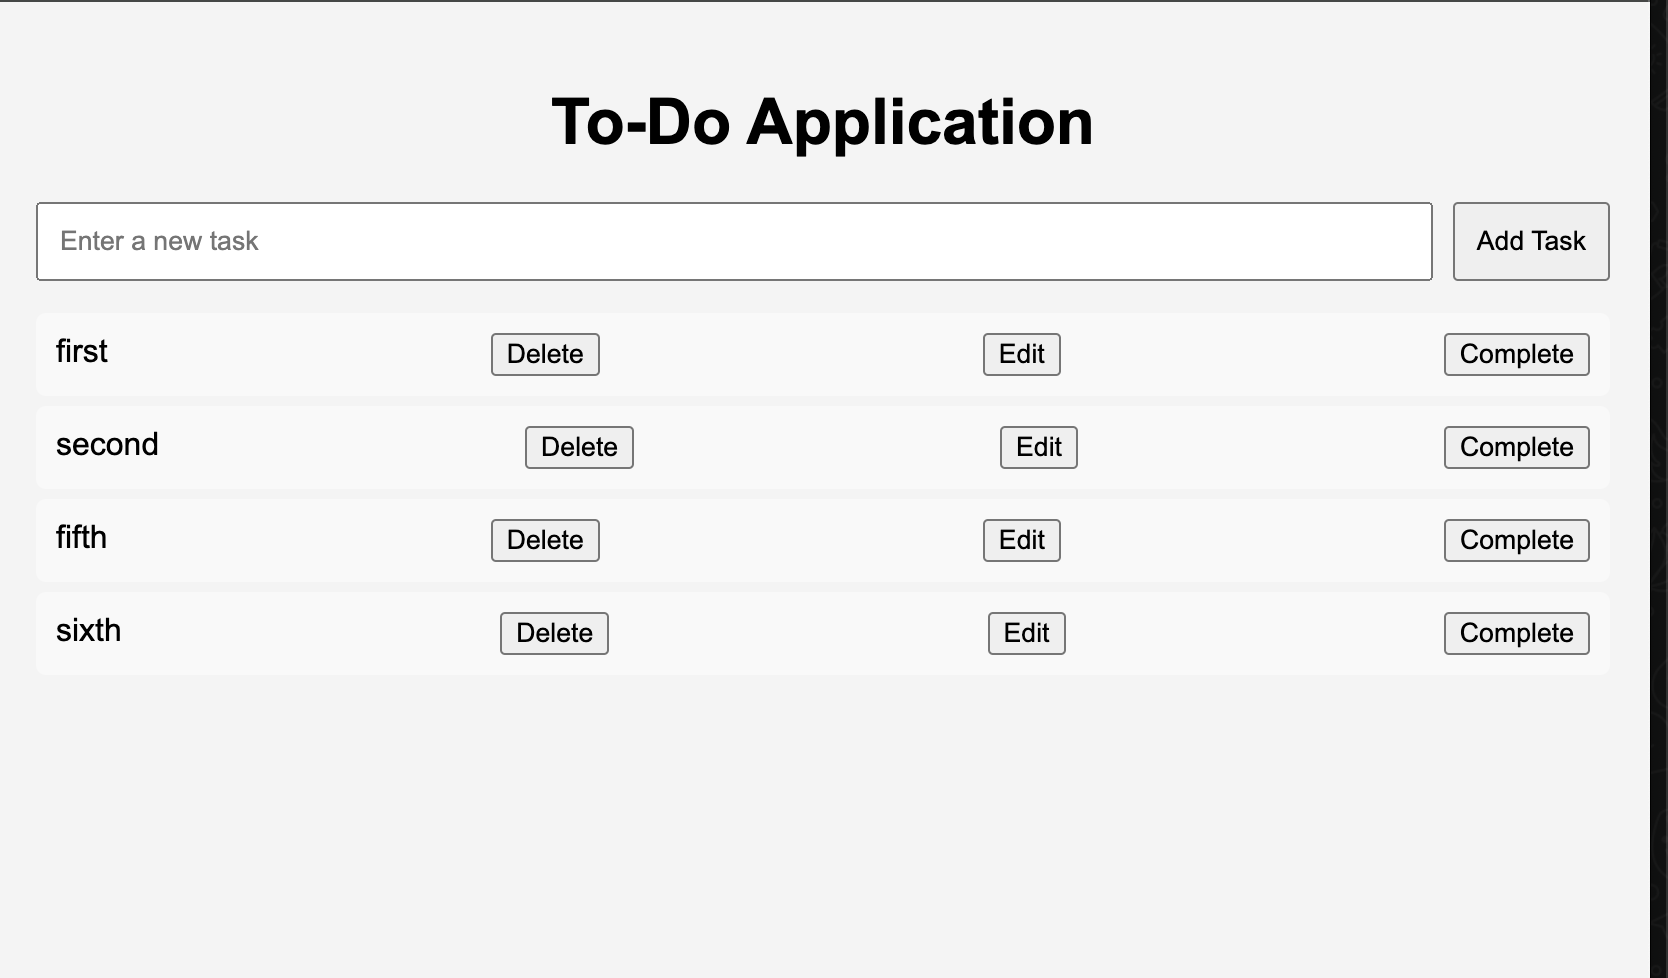 To-Do Application
Enter a new task Add Task
first Delete Edit Complete
second Delete Edit Complete
fifth Delete Edit Complete
sixth Delete Edit Complete